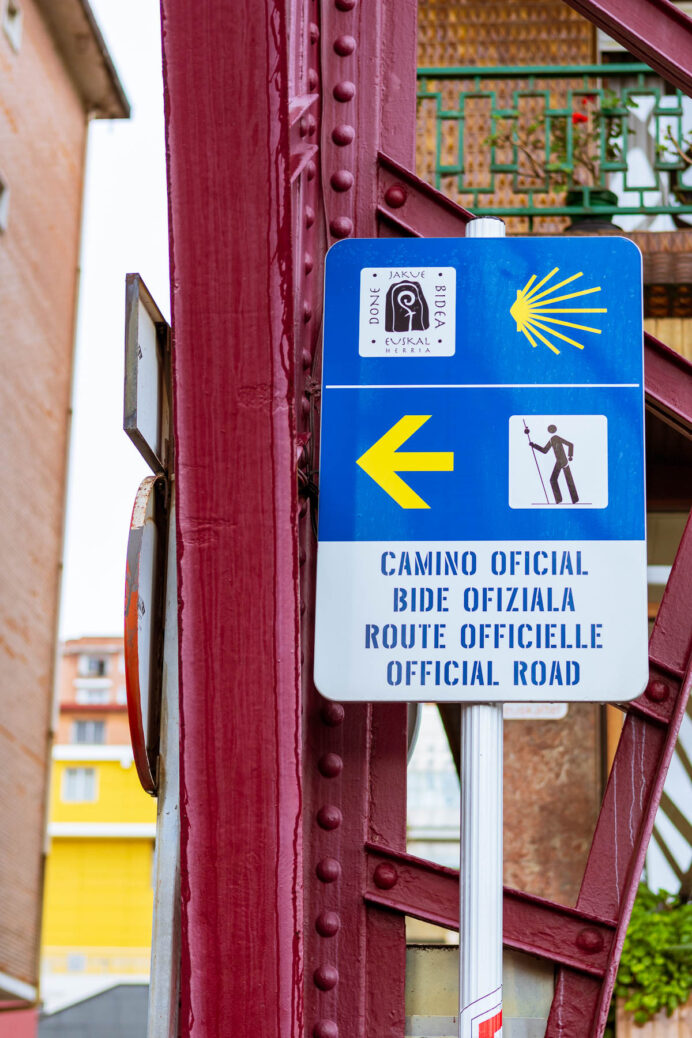 JAKUE
DONE
BIDEA
EUSKAL
HERRIA
CAMINO OFICIAL
BIDE OFIZIALA
ROUTE OFFICIELLE
OFFICIAL ROAD